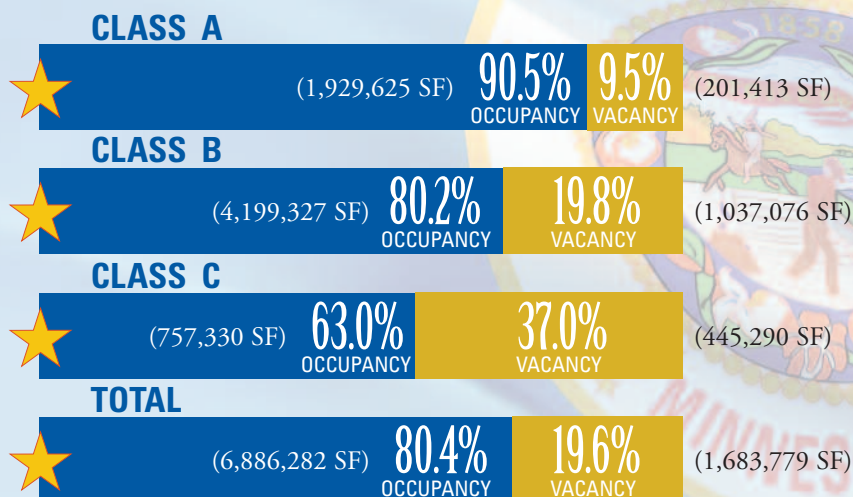 CLASS A
(1,929,625 SF) 90.5% OCCUPANCY 9.5% VACANCY (201,413 SF)
CLASS B
(4,199,327 SF) 80.2% OCCUPANCY 19.8% VACANCY (1,037,076 SF)
CLASS C
(757,330 SF) 63.0% OCCUPANCY 37.0% VACANCY (445,290 SF)
TOTAL
(6,886,282 SF) 80.4% OCCUPANCY 19.6% VACANCY (1,683,779 SF)
1858
MINNES